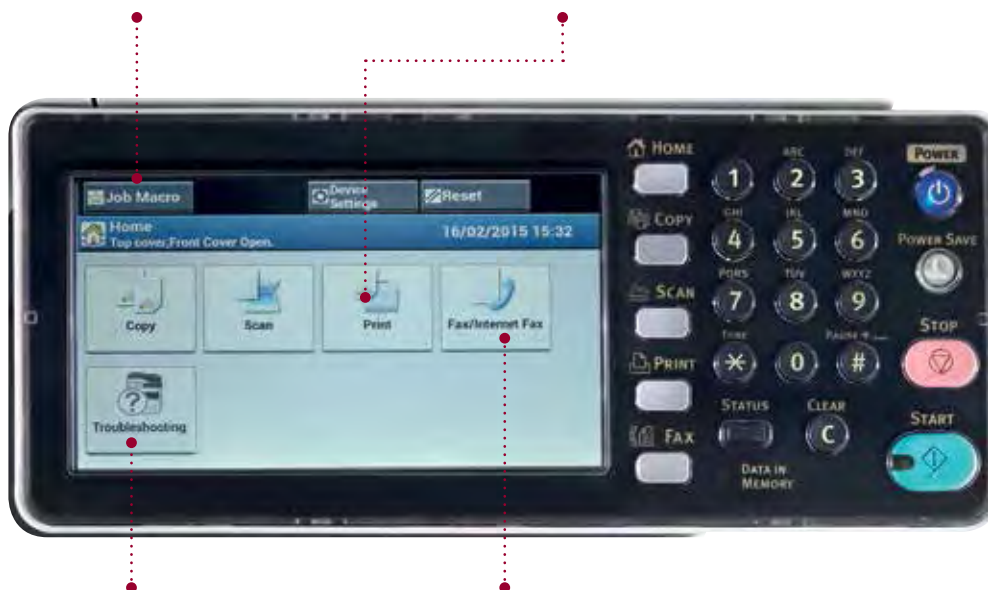 Job Macro
Device Settings
Reset
Home
Top cover,Front Cover Open.
16/02/2015 15:32
Copy
Scan
Print
Fax/Internet Fax
Troubleshooting
HOME
COPY
SCAN
PRINT
FAX
1
ABC
2
DEF
3
GHI
4
JKL
5
MNO
6
PQRS
7
TUV
8
WXYZ
9
TONE
0
#
STATUS
CLEAR
C
DATA IN
MEMORY
POWER
POWER SAVE
STOP
START